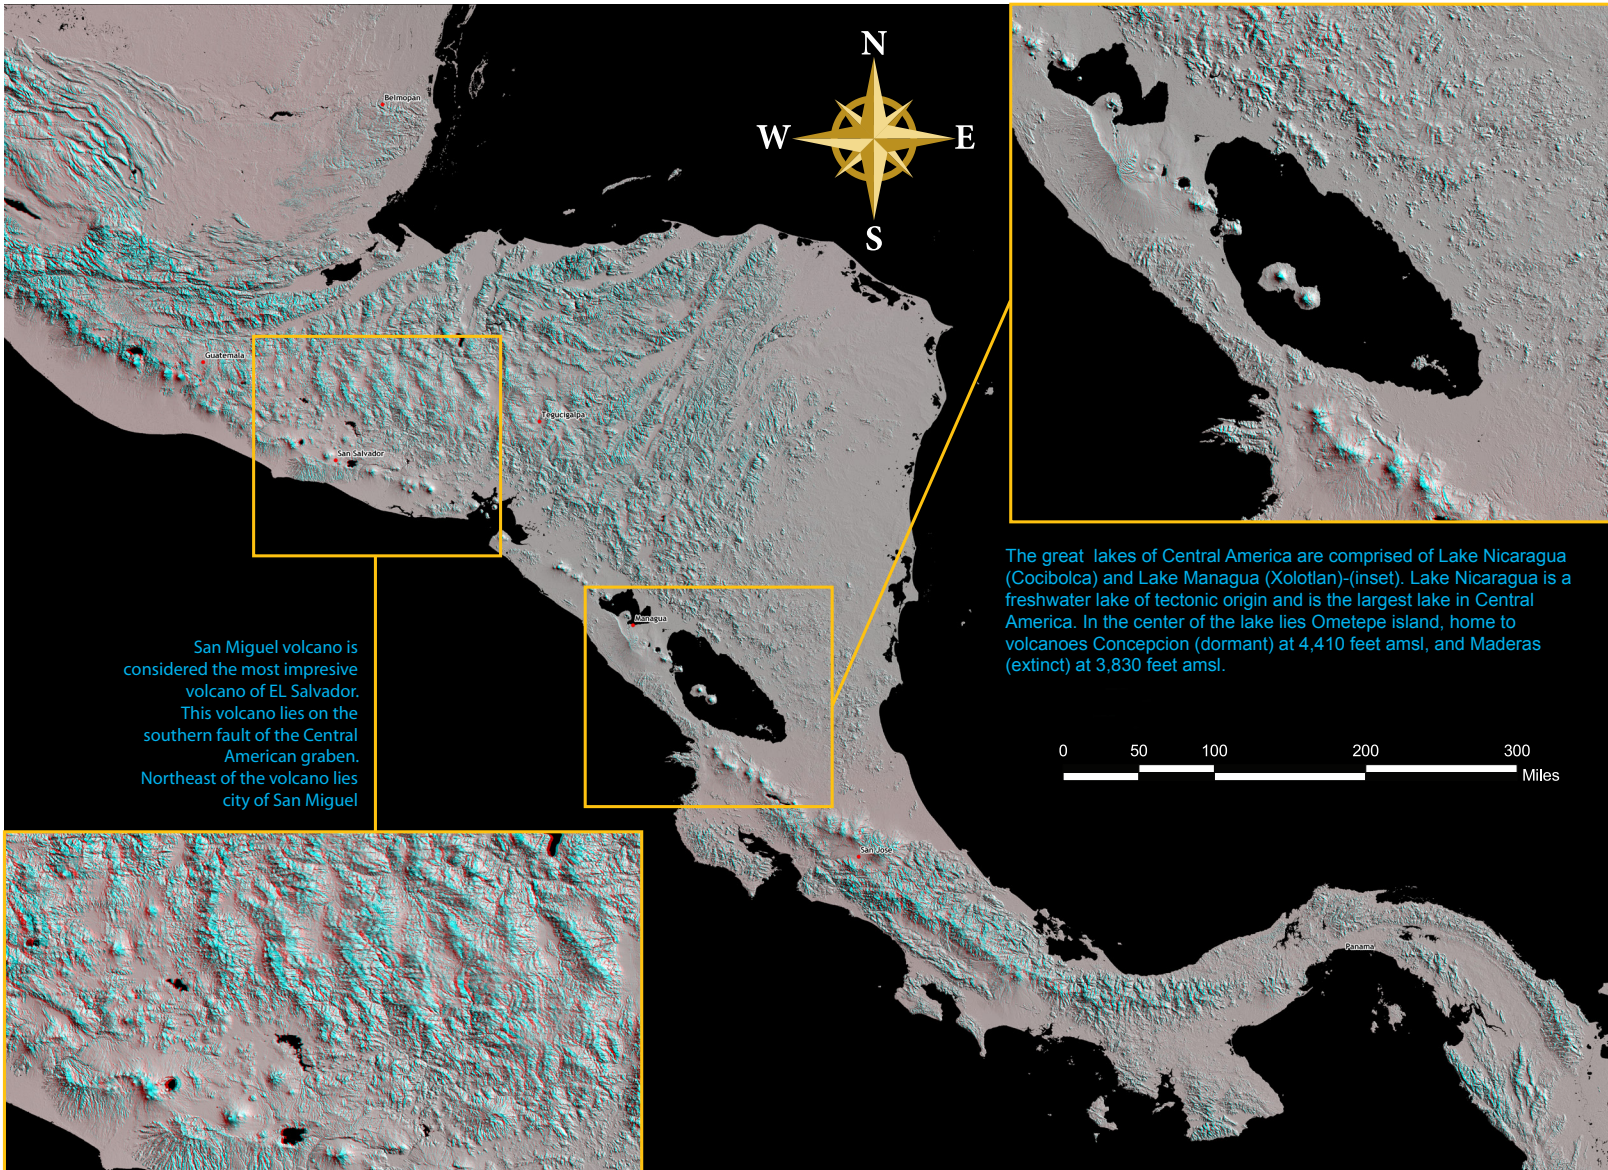 N
W E
S
Belmopan
Guatemala
Tegucigalpa
San Salvador
Managua
San Jose
Panama
The great  lakes of Central America are comprised of Lake Nicaragua
(Cocibolca) and Lake Managua (Xolotlan)-(inset). Lake Nicaragua is a
freshwater lake of tectonic origin and is the largest lake in Central
America. In the center of the lake lies Ometepe island, home to
volcanoes Concepcion (dormant) at 4,410 feet amsl, and Maderas
(extinct) at 3,830 feet amsl.
San Miguel volcano is
considered the most impresive
volcano of EL Salvador.
This volcano lies on the
southern fault of the Central
American graben.
Northeast of the volcano lies
city of San Miguel
0 50 100 200 300
Miles